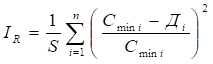 I_R = \frac{1}{S} \sum_{i=1}^{n} \left( \frac{C_{\min i} - Д_i}{C_{\min i}} \right)^2